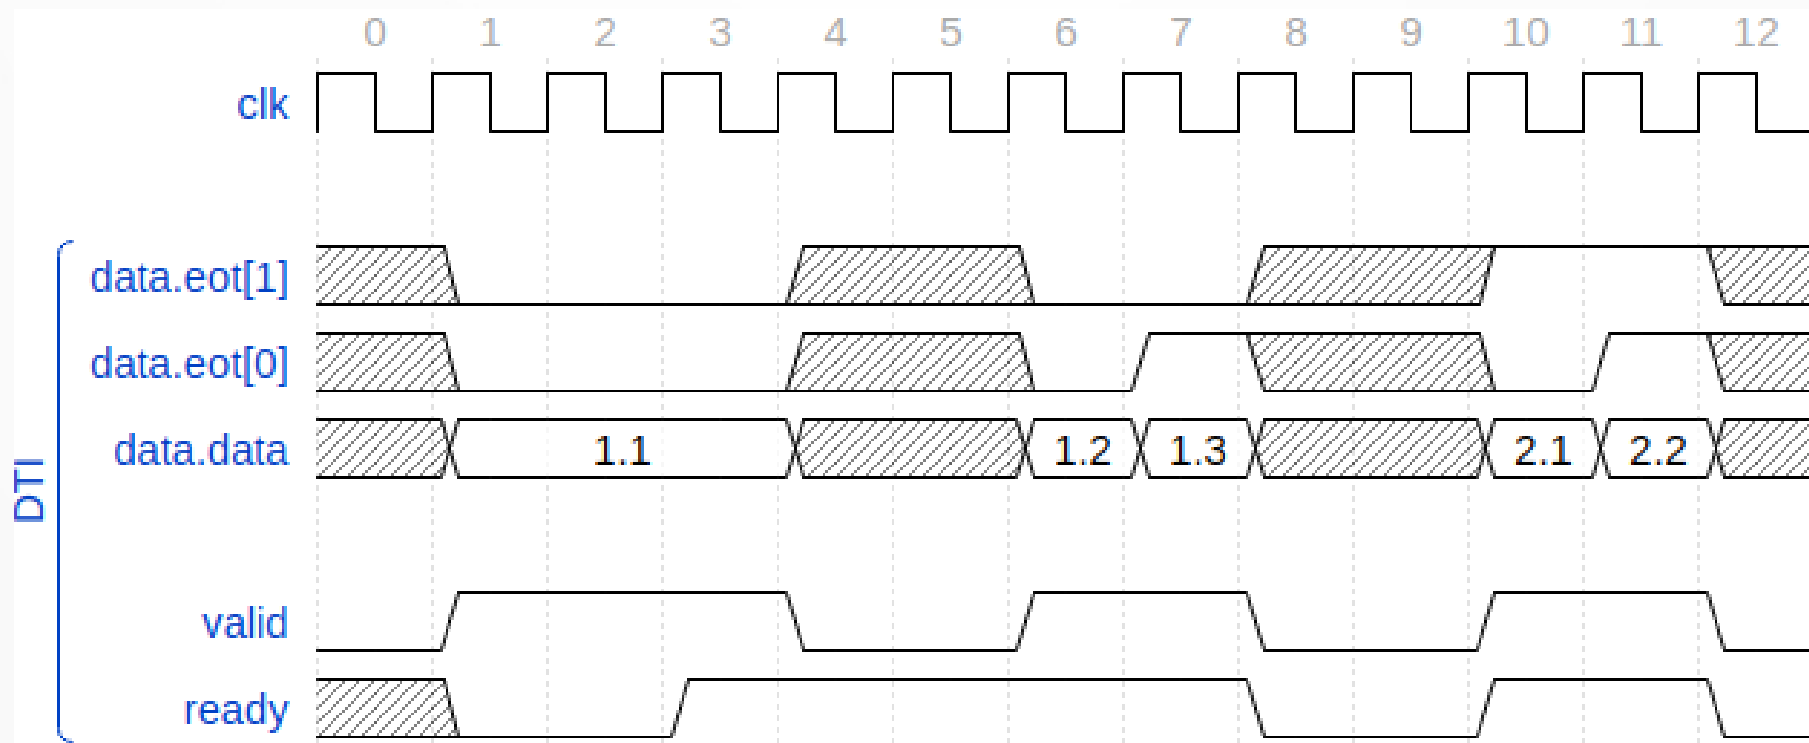 0 1 2 3 4 5 6 7 8 9 10 11 12
clk
DTI
data.eot[1]
data.eot[0]
data.data 1.1 1.2 1.3 2.1 2.2
valid
ready